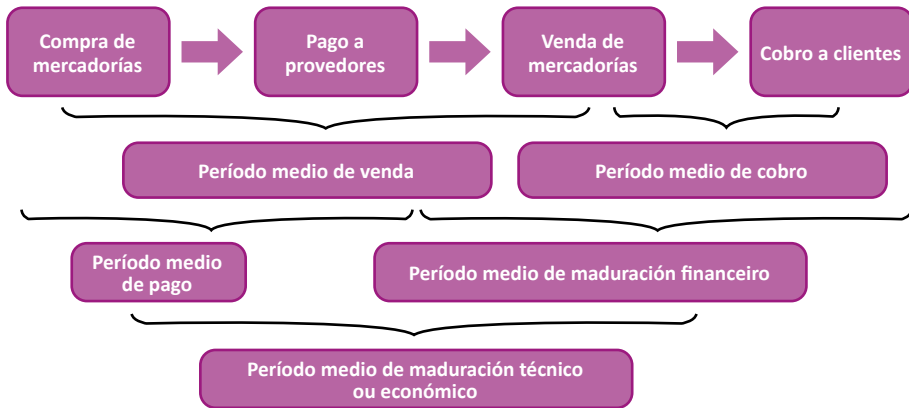 Compra de
mercadorías
Pago a
provedores
Venda de
mercadorías
Cobro a clientes
Período medio de venda
Período medio de cobro
Período medio
de pago
Período medio de maduración financeiro
Período medio de maduración técnico
ou económico